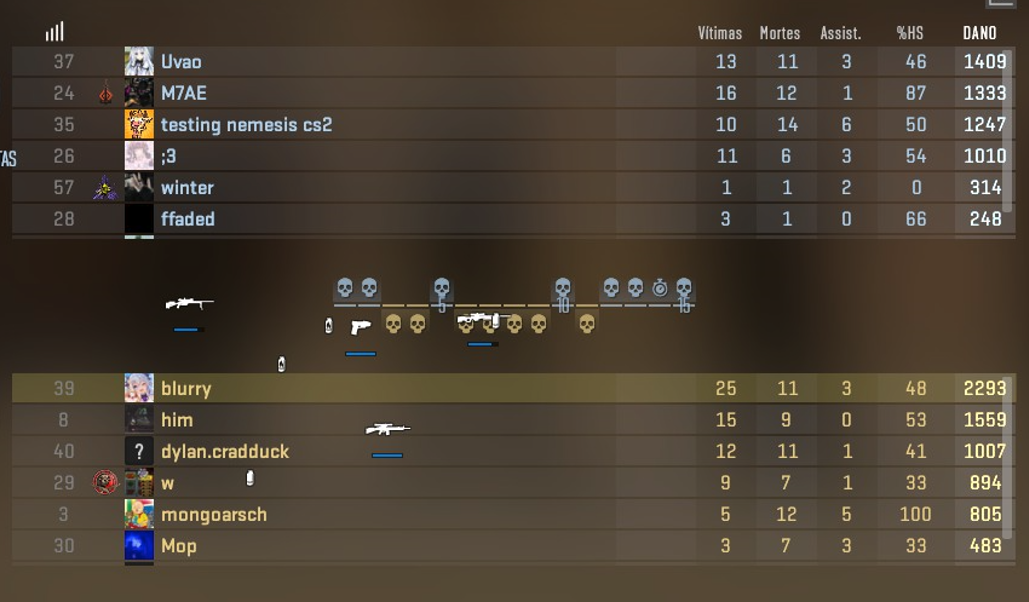 Vítimas Mortes Assist. %HS DANO
37 Uvao 13 11 3 46 1409
24 M7AE 16 12 1 87 1333
35 testing nemesis cs2 10 14 6 50 1247
TAS 26 ;3 11 6 3 54 1010
57 winter 1 1 2 0 314
28 ffaded 3 1 0 66 248
5 10 15
39 blurry 25 11 3 48 2293
8 him 15 9 0 53 1559
40 ? dylan.cradduck 12 11 1 41 1007
29 w 9 7 1 33 894
3 mongoarsch 5 12 5 100 805
30 Mop 3 7 3 33 483